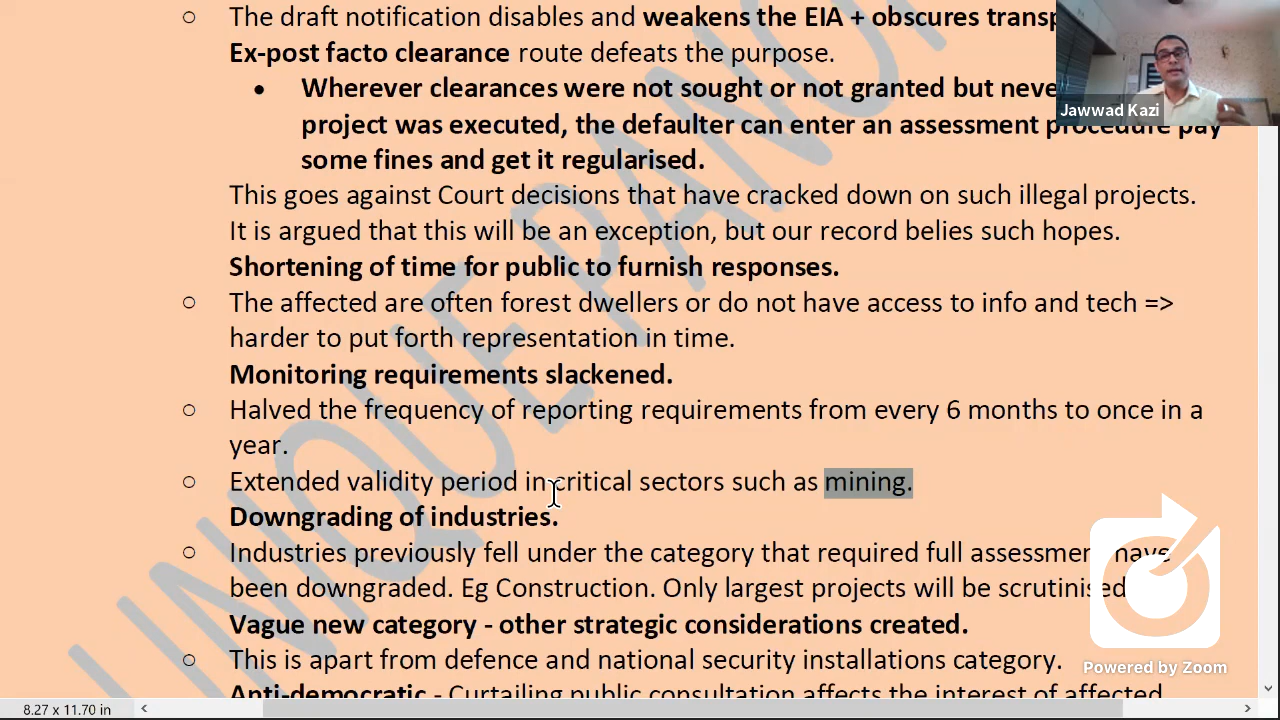 The draft notification disables and weakens the EIA + obscures
Ex-post facto clearance route defeats the purpose.
Wherever clearances were not sought or not granted but
project was executed, the defaulter can enter an assessment procedure pay
some fines and get it regularised.
This goes against Court decisions that have cracked down on such illegal projects.
It is argued that this will be an exception, but our record belies such hopes.
Shortening of time for public to furnish responses.
The affected are often forest dwellers or do not have access to info and tech =>
harder to put forth representation in time.
Monitoring requirements slackened.
Halved the frequency of reporting requirements from every 6 months to once in a
year.
Extended validity period in critical sectors such as mining.
Downgrading of industries.
Industries previously fell under the category that required full assessment have
been downgraded. Eg Construction. Only largest projects will be scrutinised
Vague new category - other strategic considerations created.
This is apart from defence and national security installations category.
Anti-democratic - Curtailing public consultation affects the interest of affected
Jawwad Kazi
Powered by Zoom
8.27 x 11.70 in
UNIQUE